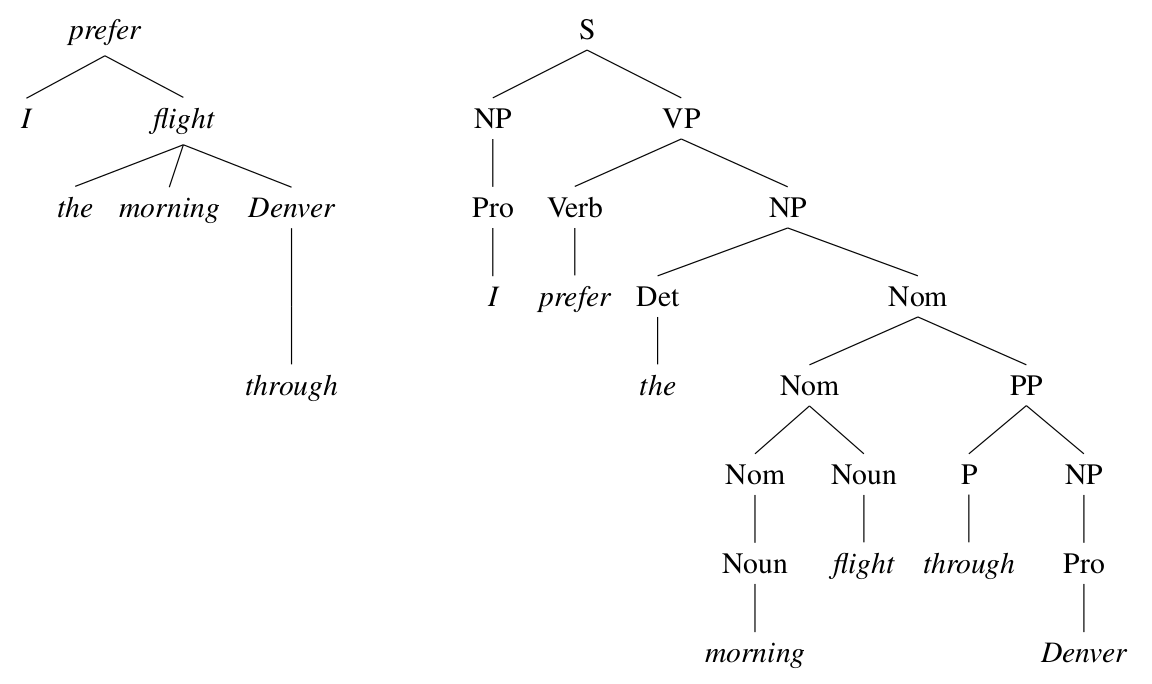 prefer S
I flight NP VP
the morning Denver Pro Verb NP
I prefer Det Nom
through the Nom PP
Nom Noun P NP
Noun flight through Pro
morning Denver